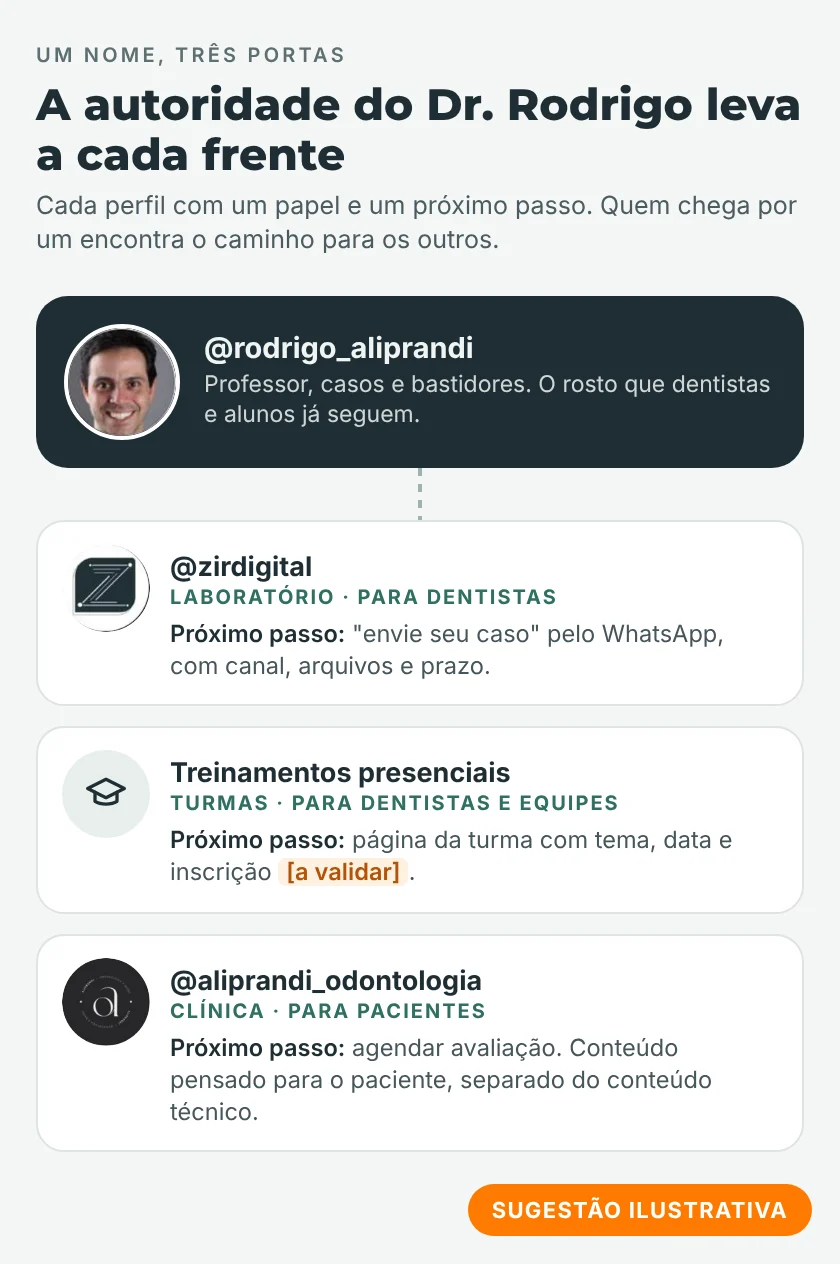 UM NOME, TRÊS PORTAS
A autoridade do Dr. Rodrigo leva
a cada frente
Cada perfil com um papel e um próximo passo. Quem chega por
um encontra o caminho para os outros.
@rodrigo_aliprandi
Professor, casos e bastidores. O rosto que dentistas
e alunos já seguem.
@zirdigital
LABORATÓRIO · PARA DENTISTAS
Próximo passo: "envie seu caso" pelo WhatsApp,
com canal, arquivos e prazo.
Treinamentos presenciais
TURMAS · PARA DENTISTAS E EQUIPES
Próximo passo: página da turma com tema, data e
inscrição [a validar] .
@aliprandi_odontologia
CLÍNICA · PARA PACIENTES
Próximo passo: agendar avaliação. Conteúdo
pensado para o paciente, separado do conteúdo
técnico.
SUGESTÃO ILUSTRATIVA